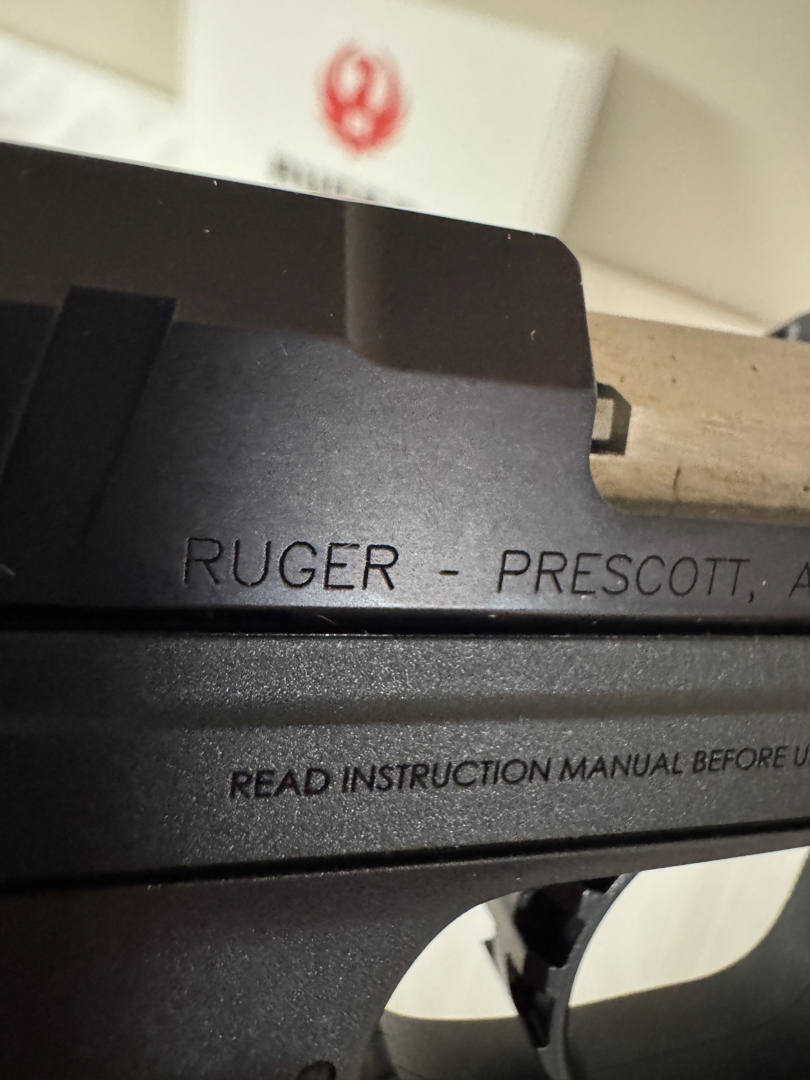 RUGER - PRESCOTT, A
READ INSTRUCTION MANUAL BEFORE U